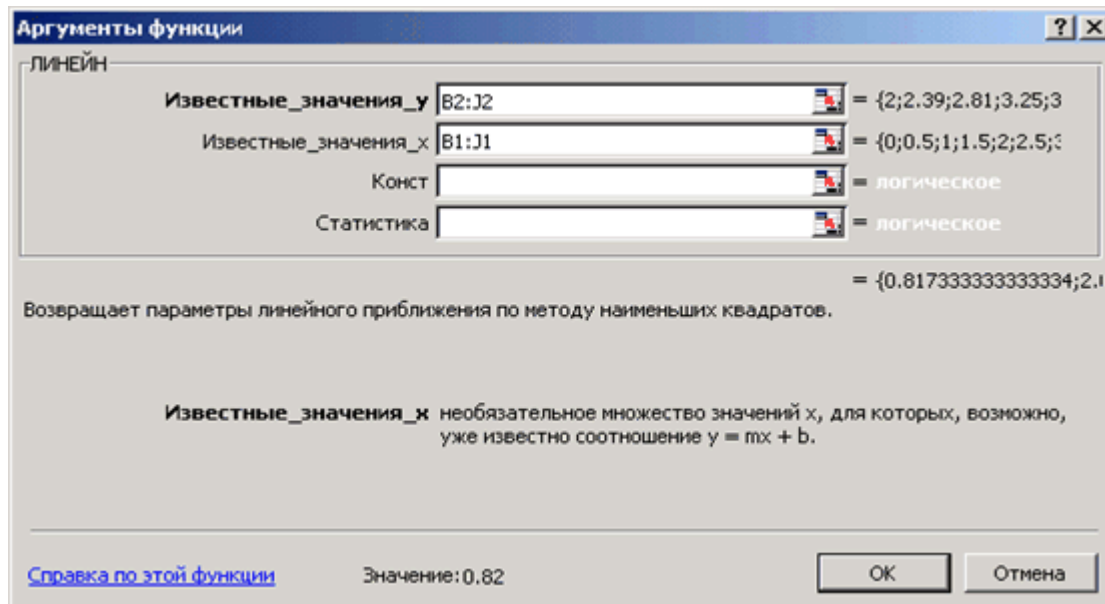 Аргументы функции
ЛИНЕЙН
Известные_значения_y B2:J2 = {2;2.39;2.81;3.25;3
Известные_значения_x B1:J1 = {0;0.5;1;1.5;2;2.5;
Конст = логическое
Статистика = логическое
= {0.817333333333334;2.
Возвращает параметры линейного приближения по методу наименьших квадратов.
Известные_значения_x необязательное множество значений x, для которых, возможно,
уже известно соотношение y = mx + b.
Справка по этой функции Значение:0.82 OK Отмена